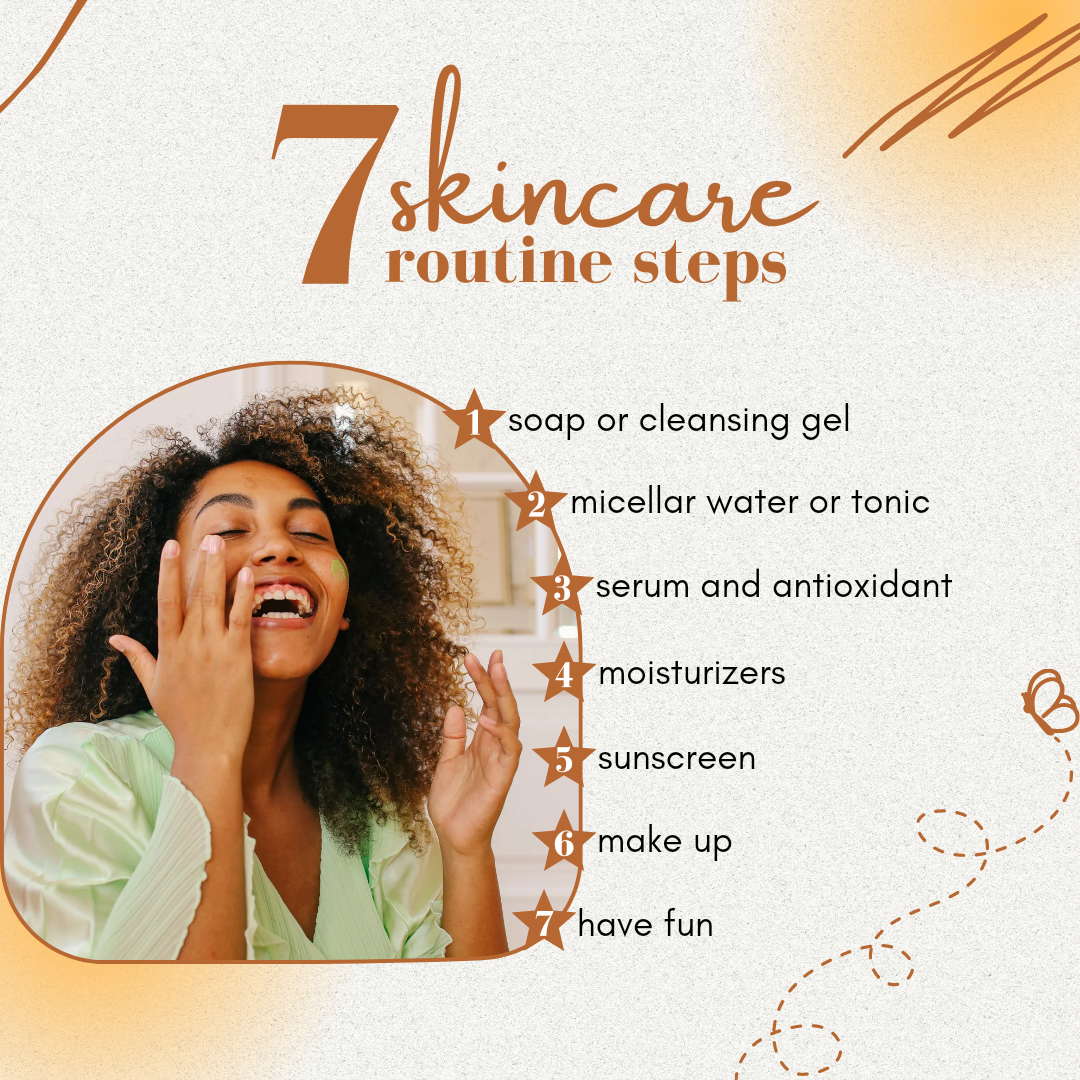 7 skincare
routine steps
1 soap or cleansing gel
2 micellar water or tonic
3 serum and antioxidant
4 moisturizers
5 sunscreen
6 make up
7 have fun